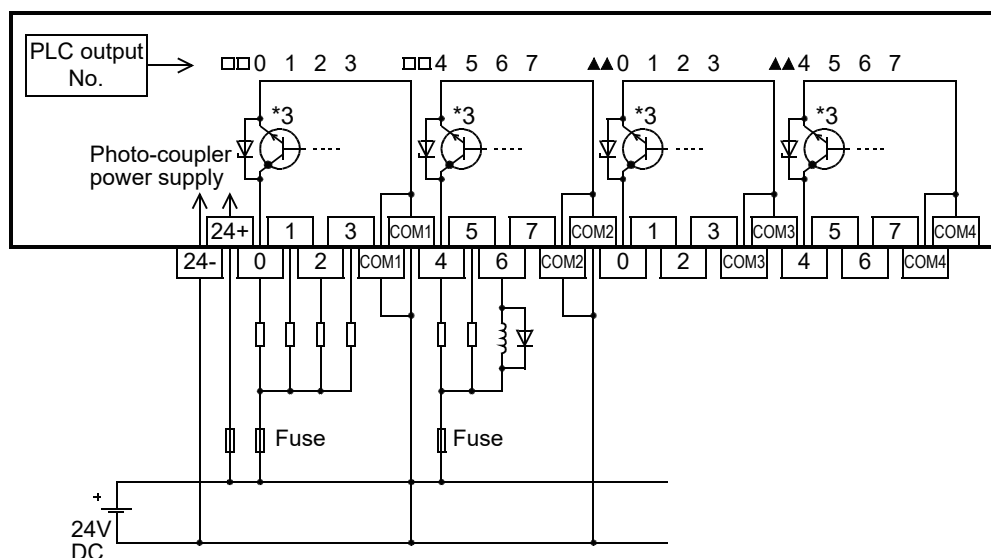 PLC output
No.
□□0 1 2 3
□□4 5 6 7
▲▲0 1 2 3
▲▲4 5 6 7
*3
*3
*3
*3
Photo-coupler
power supply
24+ 1 3 COM1 5 7 COM2 1 3 COM3 5 7 COM4
24- 0 2 COM1 4 6 COM2 0 2 COM3 4 6 COM4
Fuse
Fuse
+
24V
DC